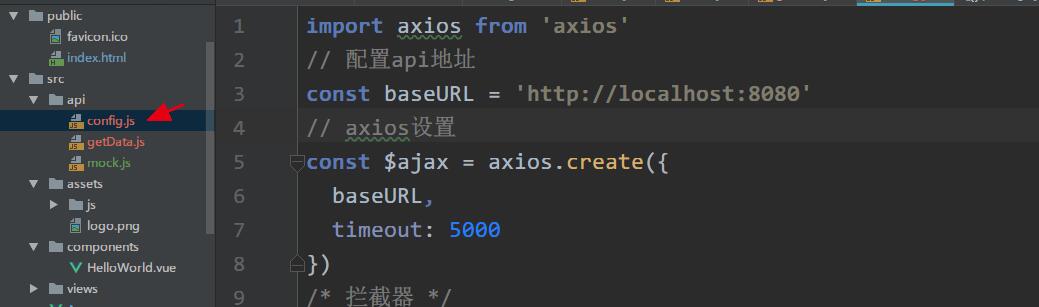 public
favicon.ico
index.html
src
api
config.js
getData.js
mock.js
assets
js
logo.png
components
HelloWorld.vue
views
1 import axios from 'axios'
2 // 配置api地址
3 const baseURL = 'http://localhost:8080'
4 // axios设置
5 const $ajax = axios.create({
6 baseURL,
7 timeout: 5000
8 })
9 /* 拦截器 */